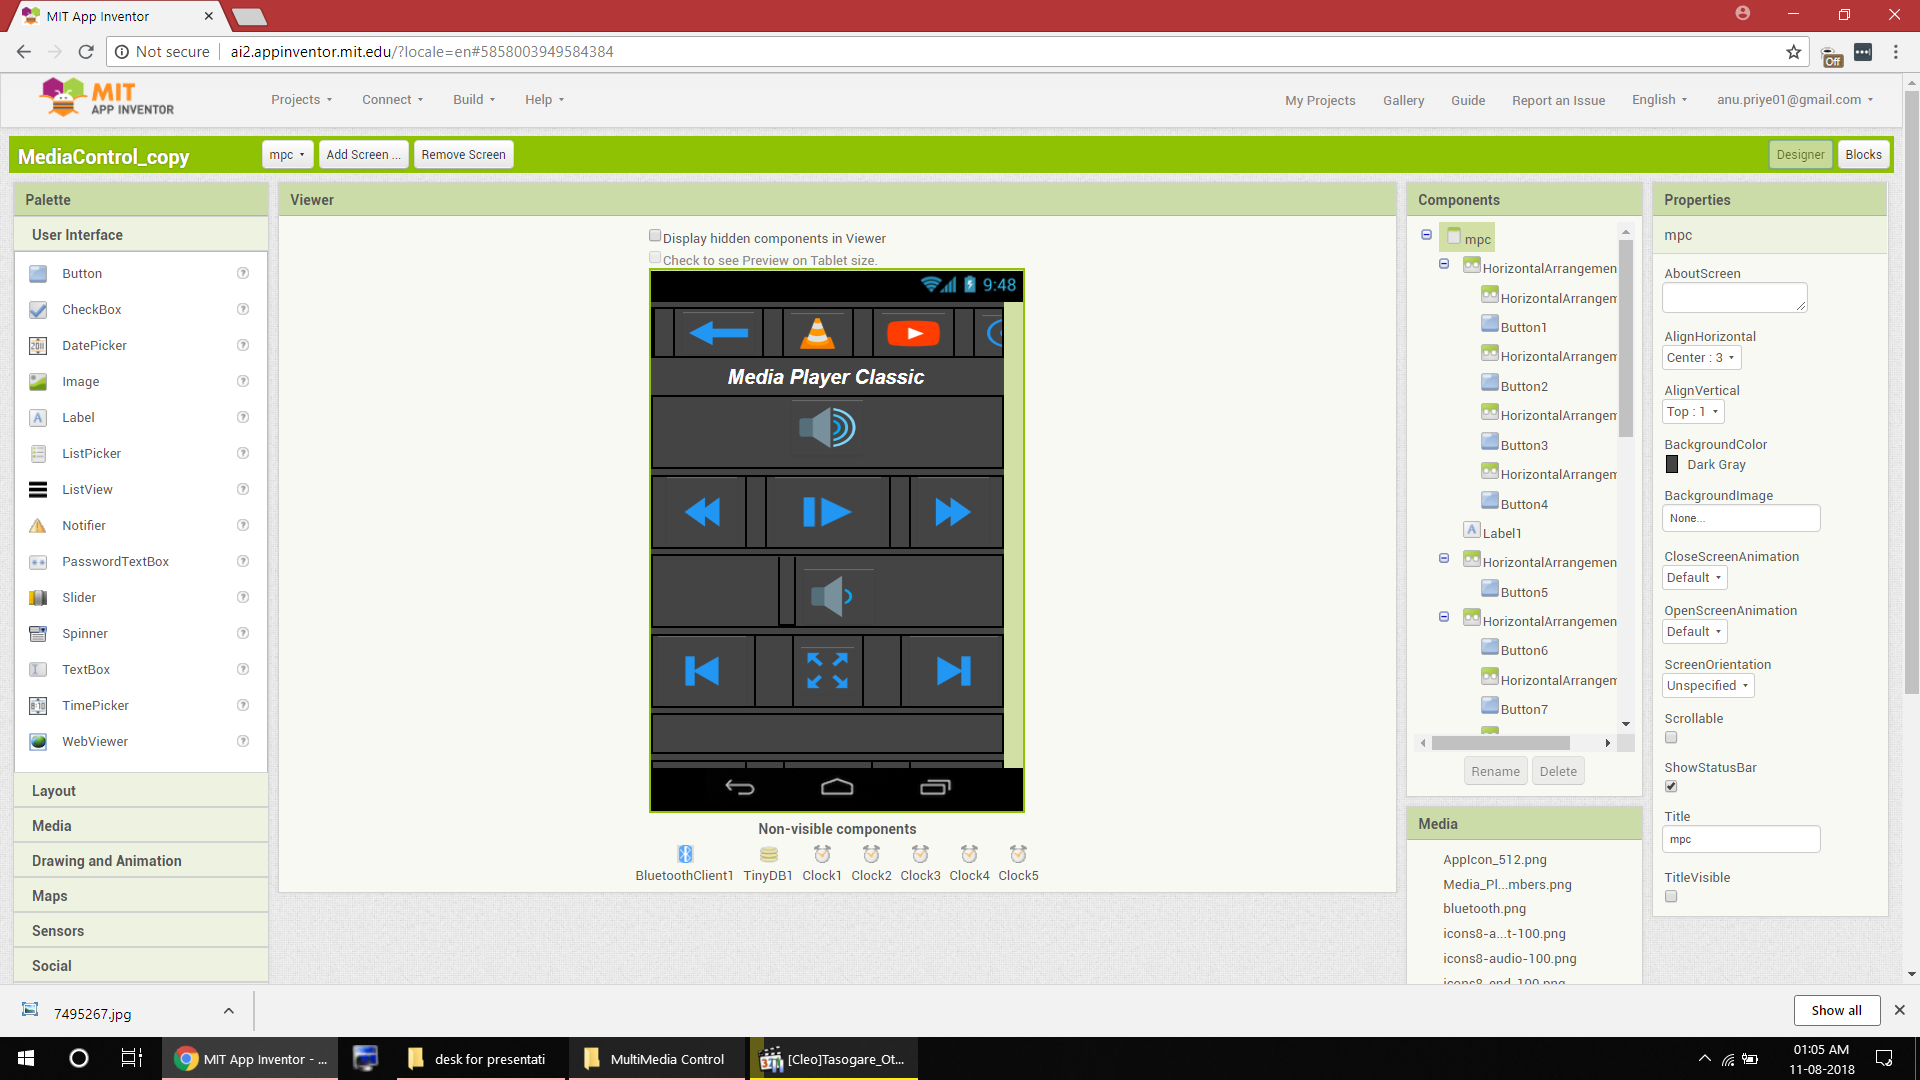 MIT App Inventor
Not secure
ai2.appinventor.mit.edu/?locale=en#5858003949584384
Off
MIT
APP INVENTOR
Projects
Connect
Build
Help
My Projects
Gallery
Guide
Report an Issue
English
anu.priye01@gmail.com
MediaControl_copy
mpc
Add Screen ...
Remove Screen
Designer
Blocks
Palette
User Interface
Button
CheckBox
DatePicker
Image
Label
ListPicker
ListView
Notifier
PasswordTextBox
Slider
Spinner
TextBox
TimePicker
WebViewer
Layout
Media
Drawing and Animation
Maps
Sensors
Social
Viewer
Display hidden components in Viewer
Check to see Preview on Tablet size.
9:48
Media Player Classic
Non-visible components
BluetoothClient1
TinyDB1
Clock1
Clock2
Clock3
Clock4
Clock5
Components
mpc
HorizontalArrangemen
HorizontalArrangem
Button1
HorizontalArrangem
Button2
HorizontalArrangem
Button3
HorizontalArrangem
Button4
Label1
HorizontalArrangemen
Button5
HorizontalArrangemen
Button6
HorizontalArrangem
Button7
Rename
Delete
Media
AppIcon_512.png
Media_Pl...mbers.png
bluetooth.png
icons8-a...t-100.png
icons8-audio-100.png
icons8-end-100.png
Properties
mpc
AboutScreen
AlignHorizontal
Center : 3
AlignVertical
Top : 1
BackgroundColor
Dark Gray
BackgroundImage
None...
CloseScreenAnimation
Default
OpenScreenAnimation
Default
ScreenOrientation
Unspecified
Scrollable
ShowStatusBar
Title
mpc
TitleVisible
7495267.jpg
Show all
MIT App Inventor - ...
desk for presentati
MultiMedia Control
[Cleo]Tasogare_Ot...
01:05 AM
11-08-2018